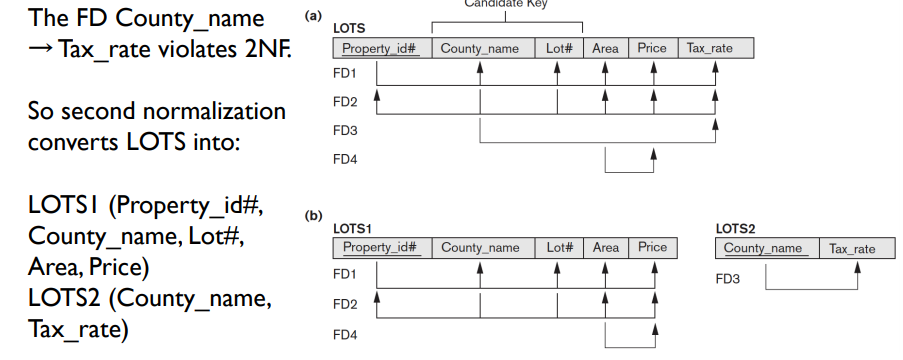 The FD County_name
→ Tax_rate violates 2NF.
So second normalization
converts LOTS into:
LOTS1 (Property_id#,
County_name, Lot#,
Area, Price)
LOTS2 (County_name,
Tax_rate)
Candidate Key
(a)
LOTS
Property_id# County_name Lot# Area Price Tax_rate
FD1
FD2
FD3
FD4
(b)
LOTS1
Property_id# County_name Lot# Area Price
FD1
FD2
FD4
LOTS2
County_name Tax_rate
FD3